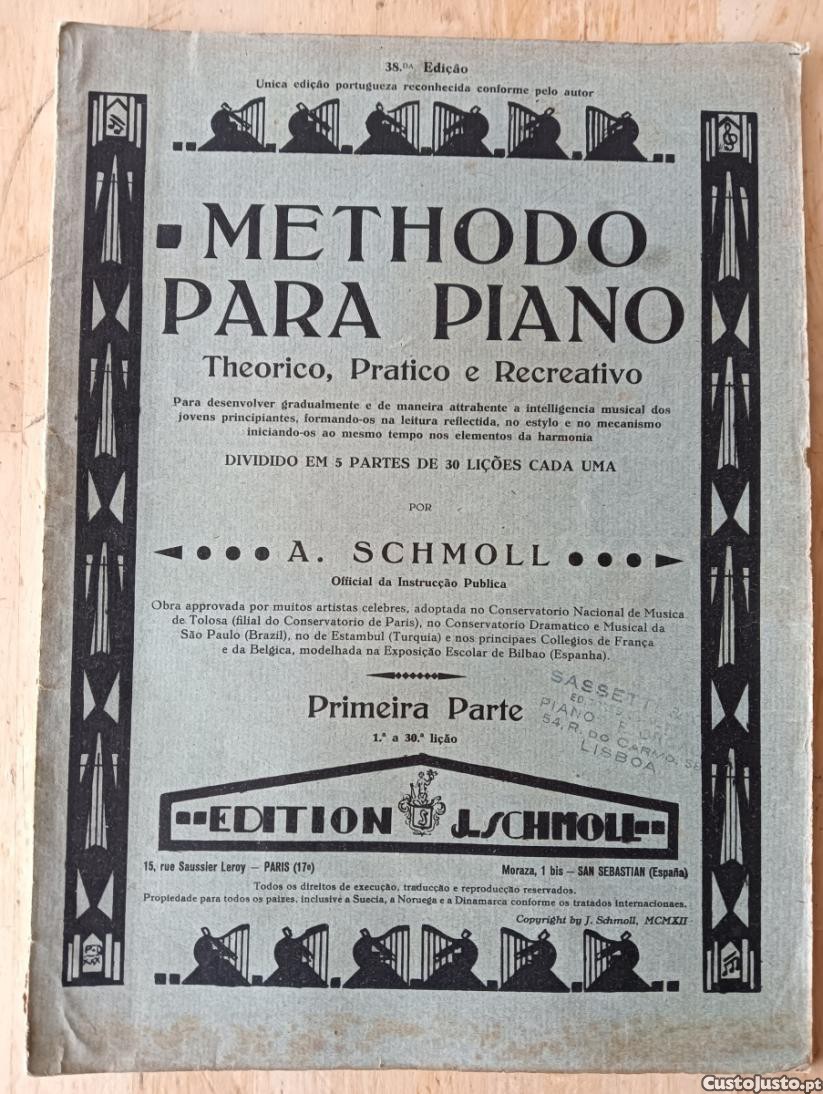 38.DA Edição
Unica edição portugueza reconhecida conforme pelo autor
METHODO
PARA PIANO
Theorico, Pratico e Recreativo
Para desenvolver gradualmente e de maneira attrahente a intelligencia musical dos
jovens principiantes, formando-os na leitura reflectida, no estylo e no mecanismo
iniciando-os ao mesmo tempo nos elementos da harmonia
DIVIDIDO EM 5 PARTES DE 30 LIÇÕES CADA UMA
POR
A. SCHMOLL
Official da Instrucção Publica
Obra approvada por muitos artistas celebres, adoptada no Conservatorio Nacional de Musica
de Tolosa (filial do Conservatorio de Paris), no Conservatorio Dramatico e Musical da
São Paulo (Brazil), no de Estambul (Turquia) e nos principaes Collegios de França
e da Belgica, modelhada na Exposição Escolar de Bilbao (Espanha).
Primeira Parte
1.ª a 30.ª lição
SASSETTI
PIANO
54, R. DO CARMO,
LISBOA
EDITION J. SCHMOLL
15, rue Saussier Leroy — PARIS (17e)
Moraza, 1 bis — SAN SEBASTIAN (España)
Todos os direitos de execução, traducção e reproducção reservados.
Propiedade para todos os paizes, inclusive a Suecia, a Noruega e a Dinamarca conforme os tratados internacionaes.
Copyright by J. Schmoll, MCMXII
CustoJusto.pt